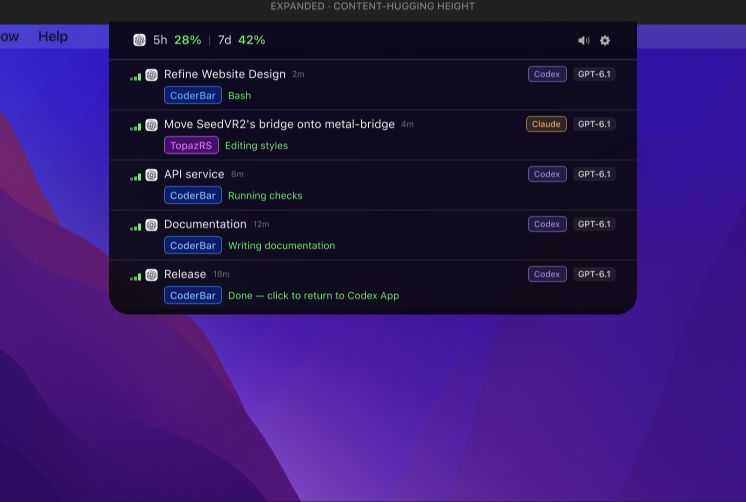 EXPANDED · CONTENT-HUGGING HEIGHT
ow Help
5h 28% | 7d 42%
Refine Website Design 2m Codex GPT-6.1
CoderBar Bash
Move SeedVR2's bridge onto metal-bridge 4m Claude GPT-6.1
TopazRS Editing styles
API service 8m Codex GPT-6.1
CoderBar Running checks
Documentation 12m Codex GPT-6.1
CoderBar Writing documentation
Release 18m Codex GPT-6.1
CoderBar Done — click to return to Codex App